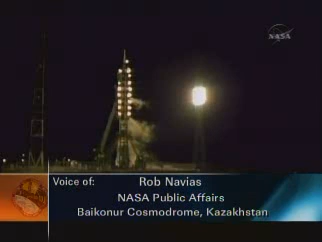 NASA
Voice of: Rob Navias
NASA Public Affairs
Baikonur Cosmodrome, Kazakhstan